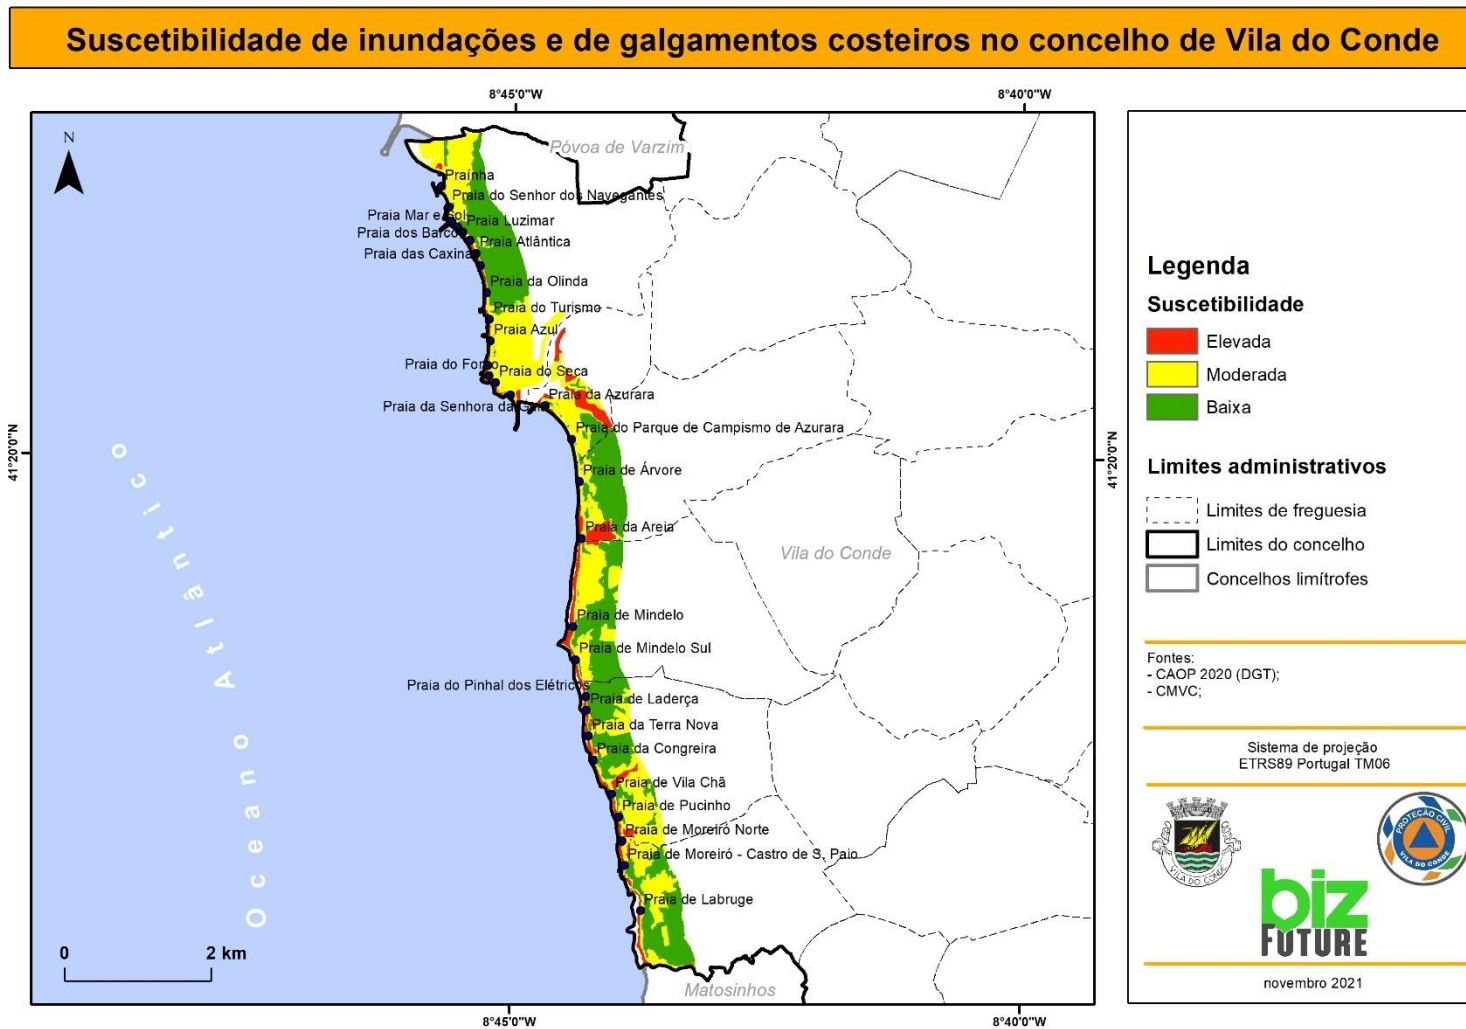 Suscetibilidade de inundações e de galgamentos costeiros no concelho de Vila do Conde
8°45'0"W
8°40'0"W
N
Póvoa de Varzim
Praínha
Praia do Senhor dos Navegantes
Praia Mar e Sol
Praia Luzimar
Praia dos Barcos
Praia Atlântica
Praia das Caxinas
Praia da Olinda
Praia do Turismo
Praia Azul
Praia do Forno
Praia do Seca
Praia da Azurara
Praia da Senhora da Guia
Praia do Parque de Campismo de Azurara
41°20'0"N
41°20'0"N
Praia de Árvore
Praia da Areia
Vila do Conde
Oceano Atlântico
Praia de Mindelo
Praia de Mindelo Sul
Praia do Pinhal dos Elétricos
Praia de Laderça
Praia da Terra Nova
Praia da Congreira
Praia de Vila Chã
Praia de Pucinho
Praia de Moreiró Norte
Praia de Moreiró - Castro de S. Paio
Praia de Labruge
0 2 km
Matosinhos
8°45'0"W
8°40'0"W
Legenda
Suscetibilidade
Elevada
Moderada
Baixa
Limites administrativos
Limites de freguesia
Limites do concelho
Concelhos limítrofes
Fontes:
- CAOP 2020 (DGT);
- CMVC;
Sistema de projeção
ETRS89 Portugal TM06
VILA DO CONDE
PROTEÇÃO CIVIL
VILA DO CONDE
biz
FUTURE
novembro 2021